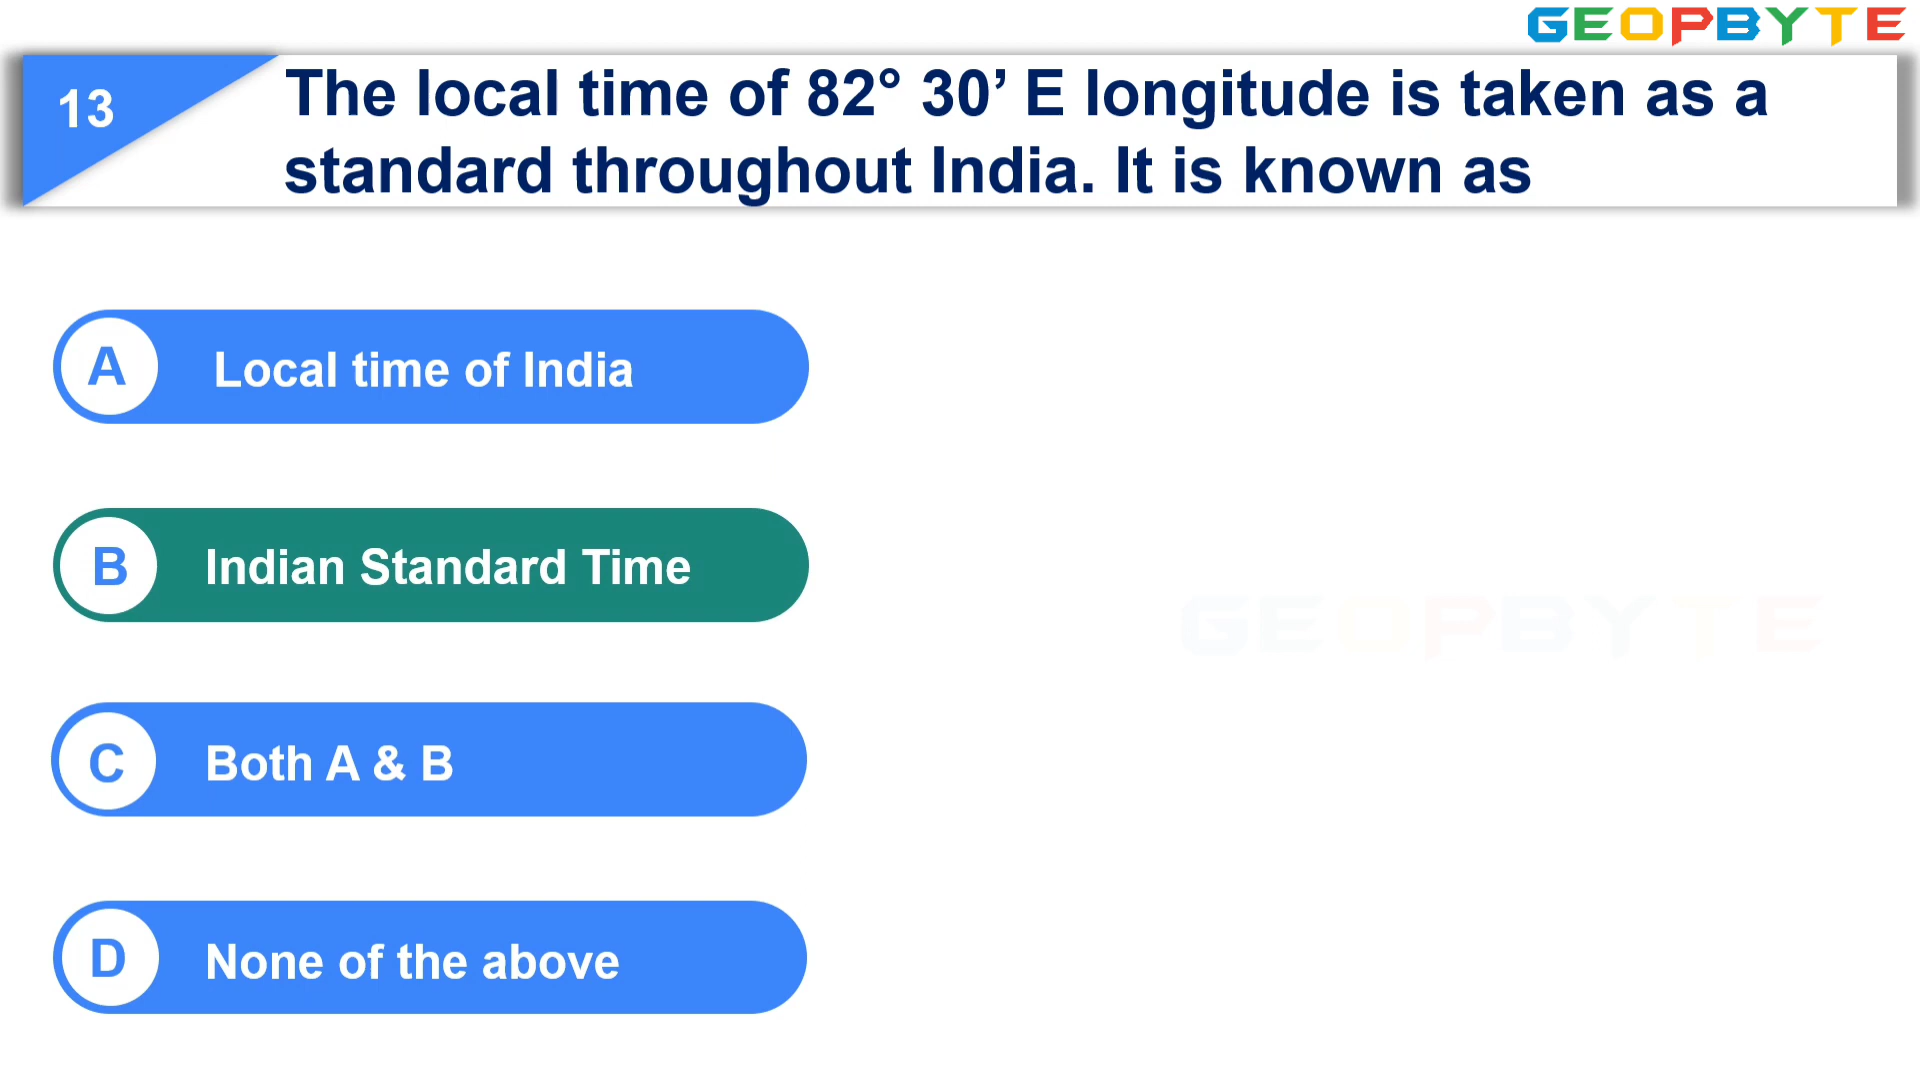 GEOPBYTE
13
The local time of 82° 30’ E longitude is taken as a
standard throughout India. It is known as
A Local time of India
B Indian Standard Time
GEOPBYTE
C Both A & B
D None of the above